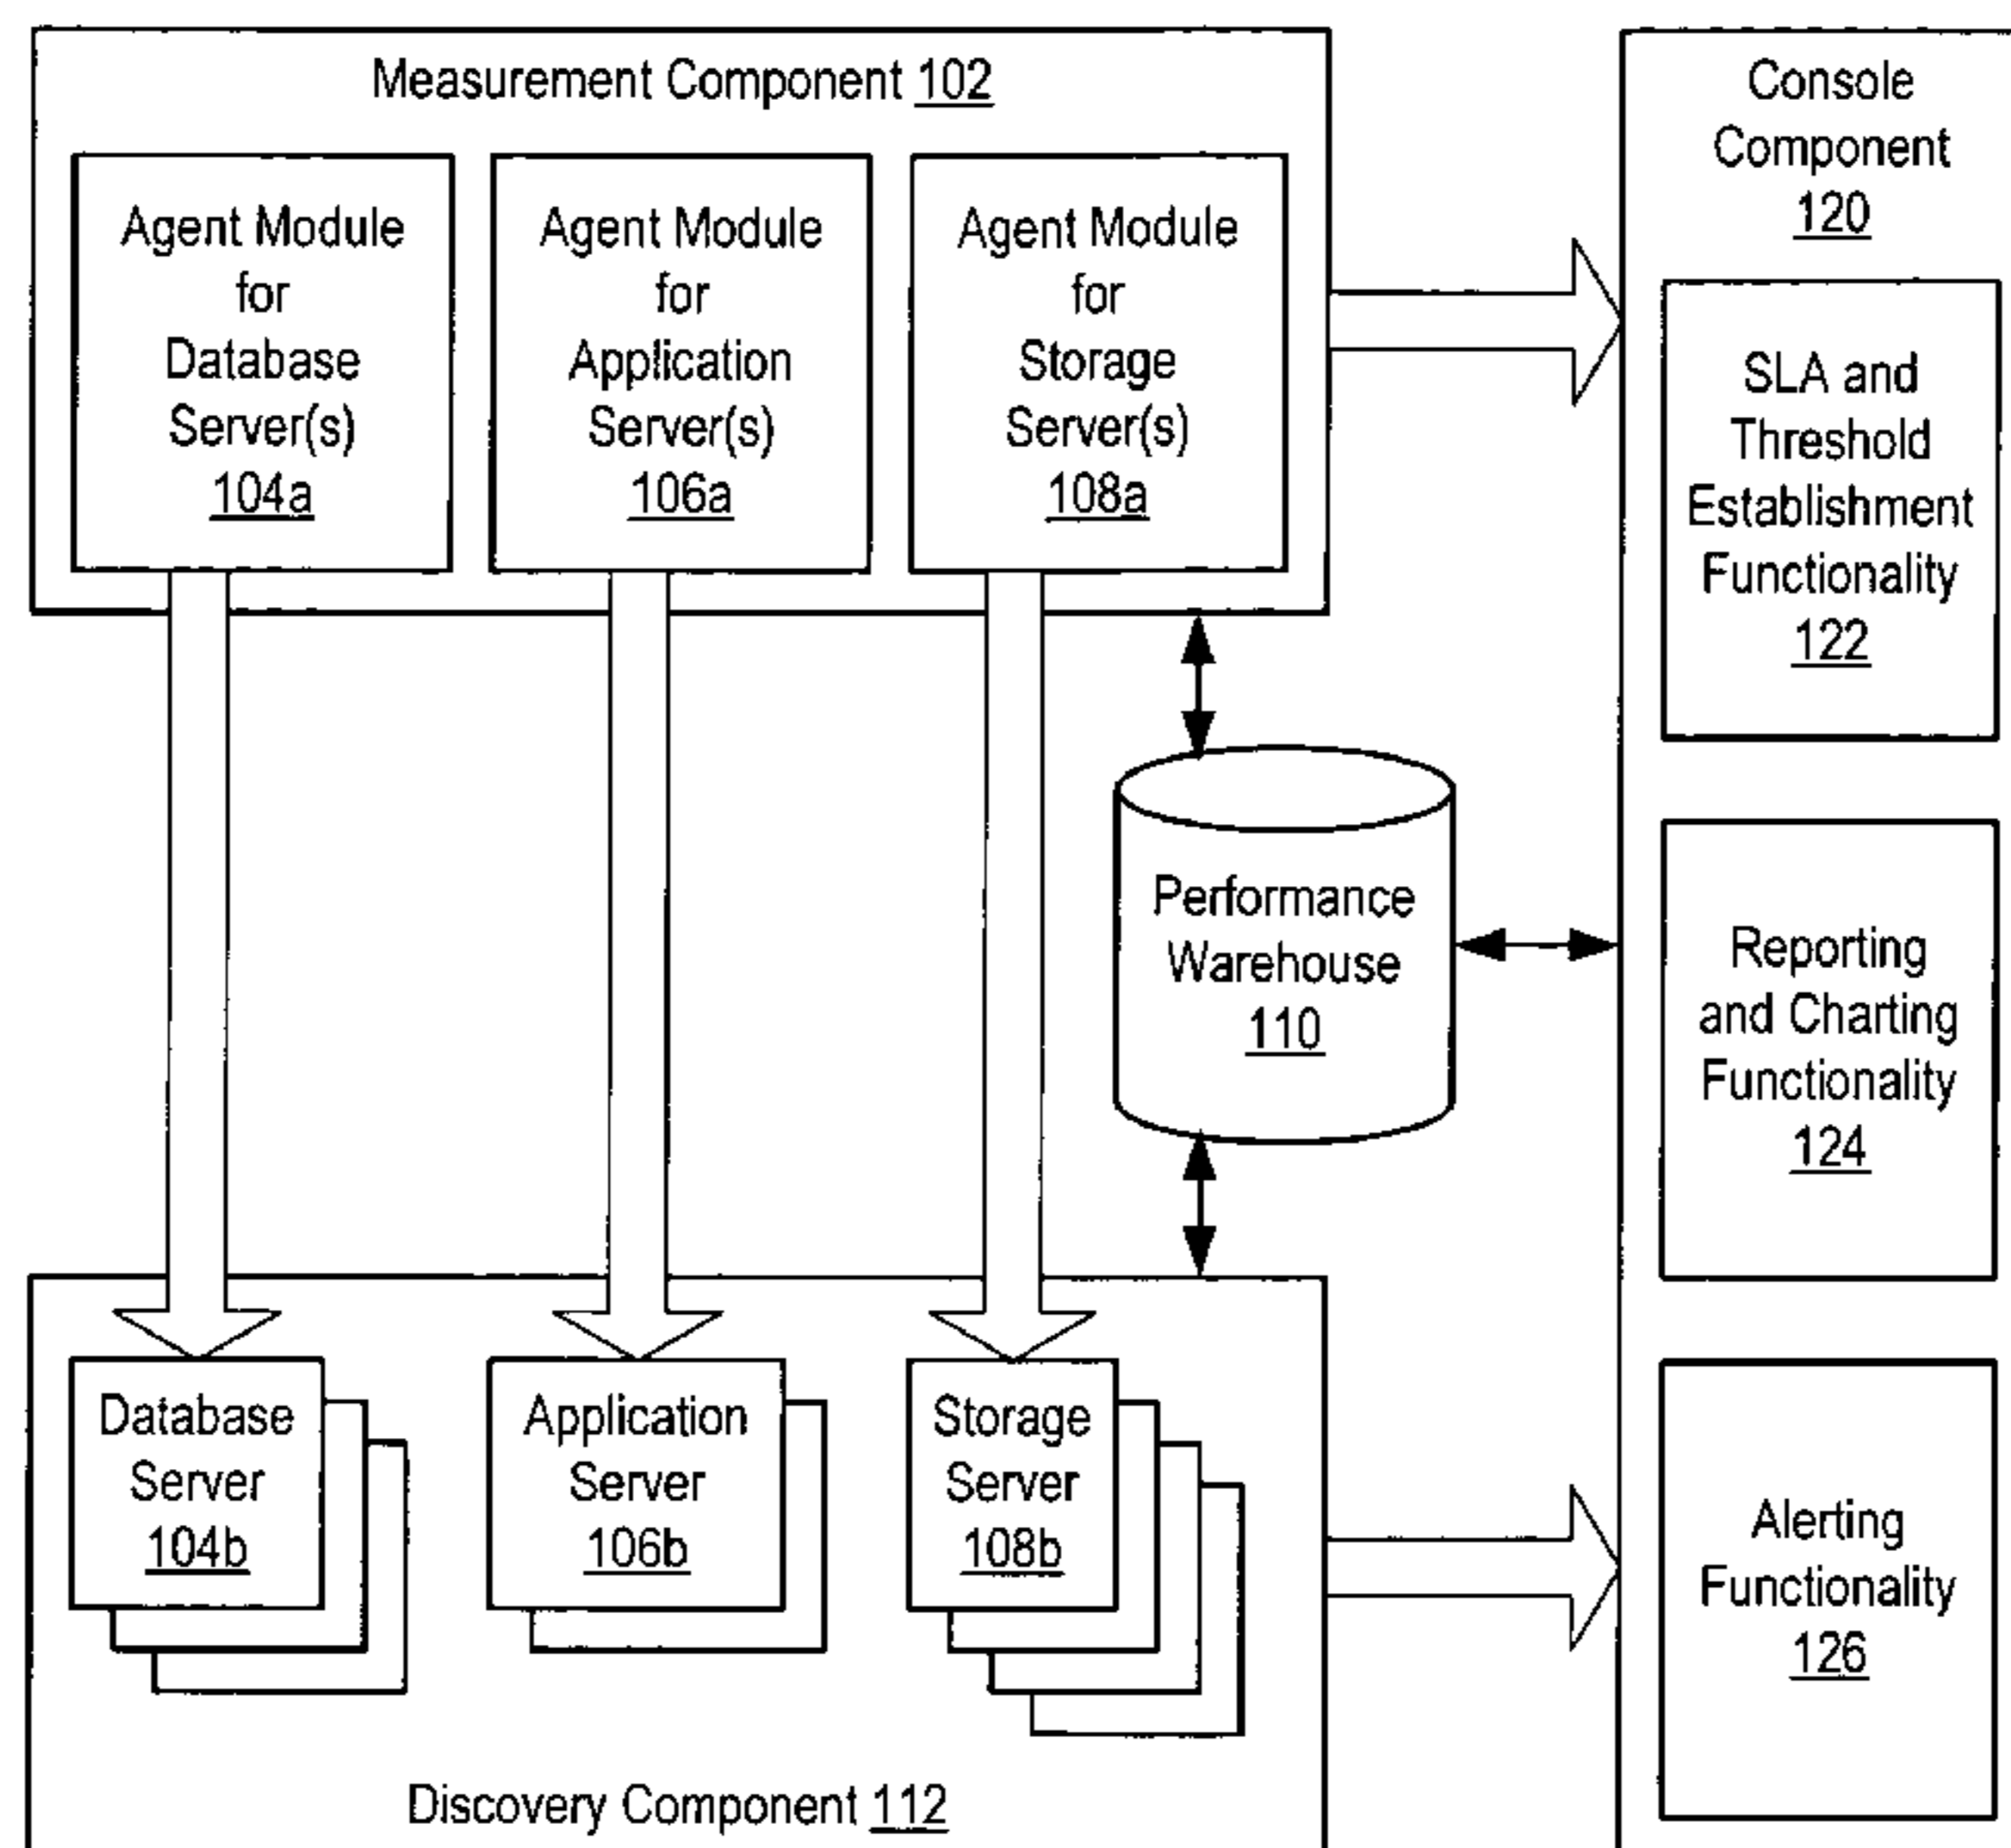 Measurement Component 102
Agent Module
for
Database
Server(s)
104a
Agent Module
for
Application
Server(s)
106a
Agent Module
for
Storage
Server(s)
108a
Console
Component
120
SLA and
Threshold
Establishment
Functionality
122
Performance
Warehouse
110
Reporting
and Charting
Functionality
124
Database
Server
104b
Application
Server
106b
Storage
Server
108b
Alerting
Functionality
126
Discovery Component 112